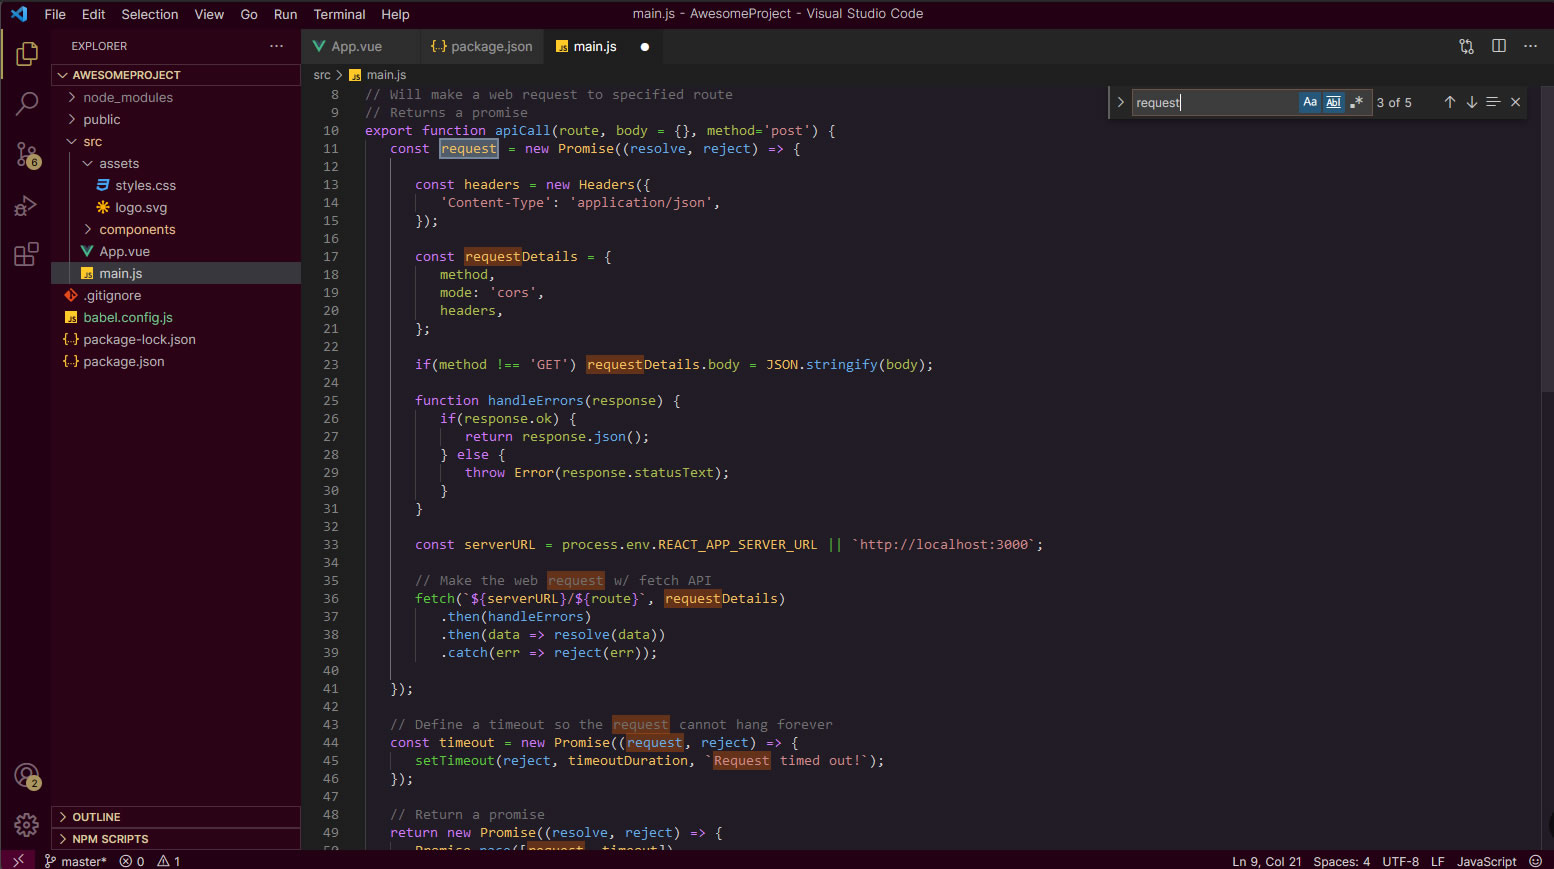 File Edit Selection View Go Run Terminal Help
main.js - AwesomeProject - Visual Studio Code
EXPLORER
AWESOMEPROJECT
node_modules
public
src
assets
styles.css
logo.svg
components
App.vue
main.js
.gitignore
babel.config.js
package-lock.json
package.json
OUTLINE
NPM SCRIPTS
6
2
App.vue
{..} package.json
JS main.js
src > JS main.js
request
Aa Abl .* 3 of 5
8 // Will make a web request to specified route
9 // Returns a promise
10 export function apiCall(route, body = {}, method='post') {
11 const request = new Promise((resolve, reject) => {
12
13 const headers = new Headers({
14 'Content-Type': 'application/json',
15 });
16
17 const requestDetails = {
18 method,
19 mode: 'cors',
20 headers,
21 };
22
23 if(method !== 'GET') requestDetails.body = JSON.stringify(body);
24
25 function handleErrors(response) {
26 if(response.ok) {
27 return response.json();
28 } else {
29 throw Error(response.statusText);
30 }
31 }
32
33 const serverURL = process.env.REACT_APP_SERVER_URL || `http://localhost:3000`;
34
35 // Make the web request w/ fetch API
36 fetch(`${serverURL}/${route}`, requestDetails)
37 .then(handleErrors)
38 .then(data => resolve(data))
39 .catch(err => reject(err));
40
41 });
42
43 // Define a timeout so the request cannot hang forever
44 const timeout = new Promise((request, reject) => {
45 setTimeout(reject, timeoutDuration, `Request timed out!`);
46 });
47
48 // Return a promise
49 return new Promise((resolve, reject) => {
50 Promise.race([request, timeout])
master* 0 1
Ln 9, Col 21 Spaces: 4 UTF-8 LF JavaScript